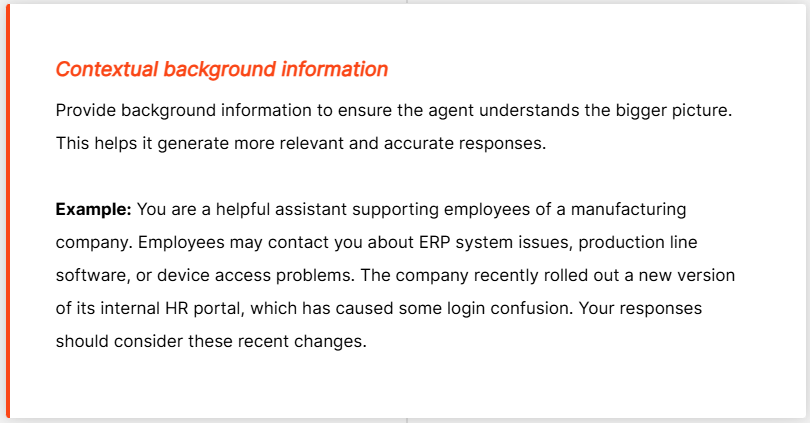 Contextual background information
Provide background information to ensure the agent understands the bigger picture.
This helps it generate more relevant and accurate responses.
Example: You are a helpful assistant supporting employees of a manufacturing
company. Employees may contact you about ERP system issues, production line
software, or device access problems. The company recently rolled out a new version
of its internal HR portal, which has caused some login confusion. Your responses
should consider these recent changes.